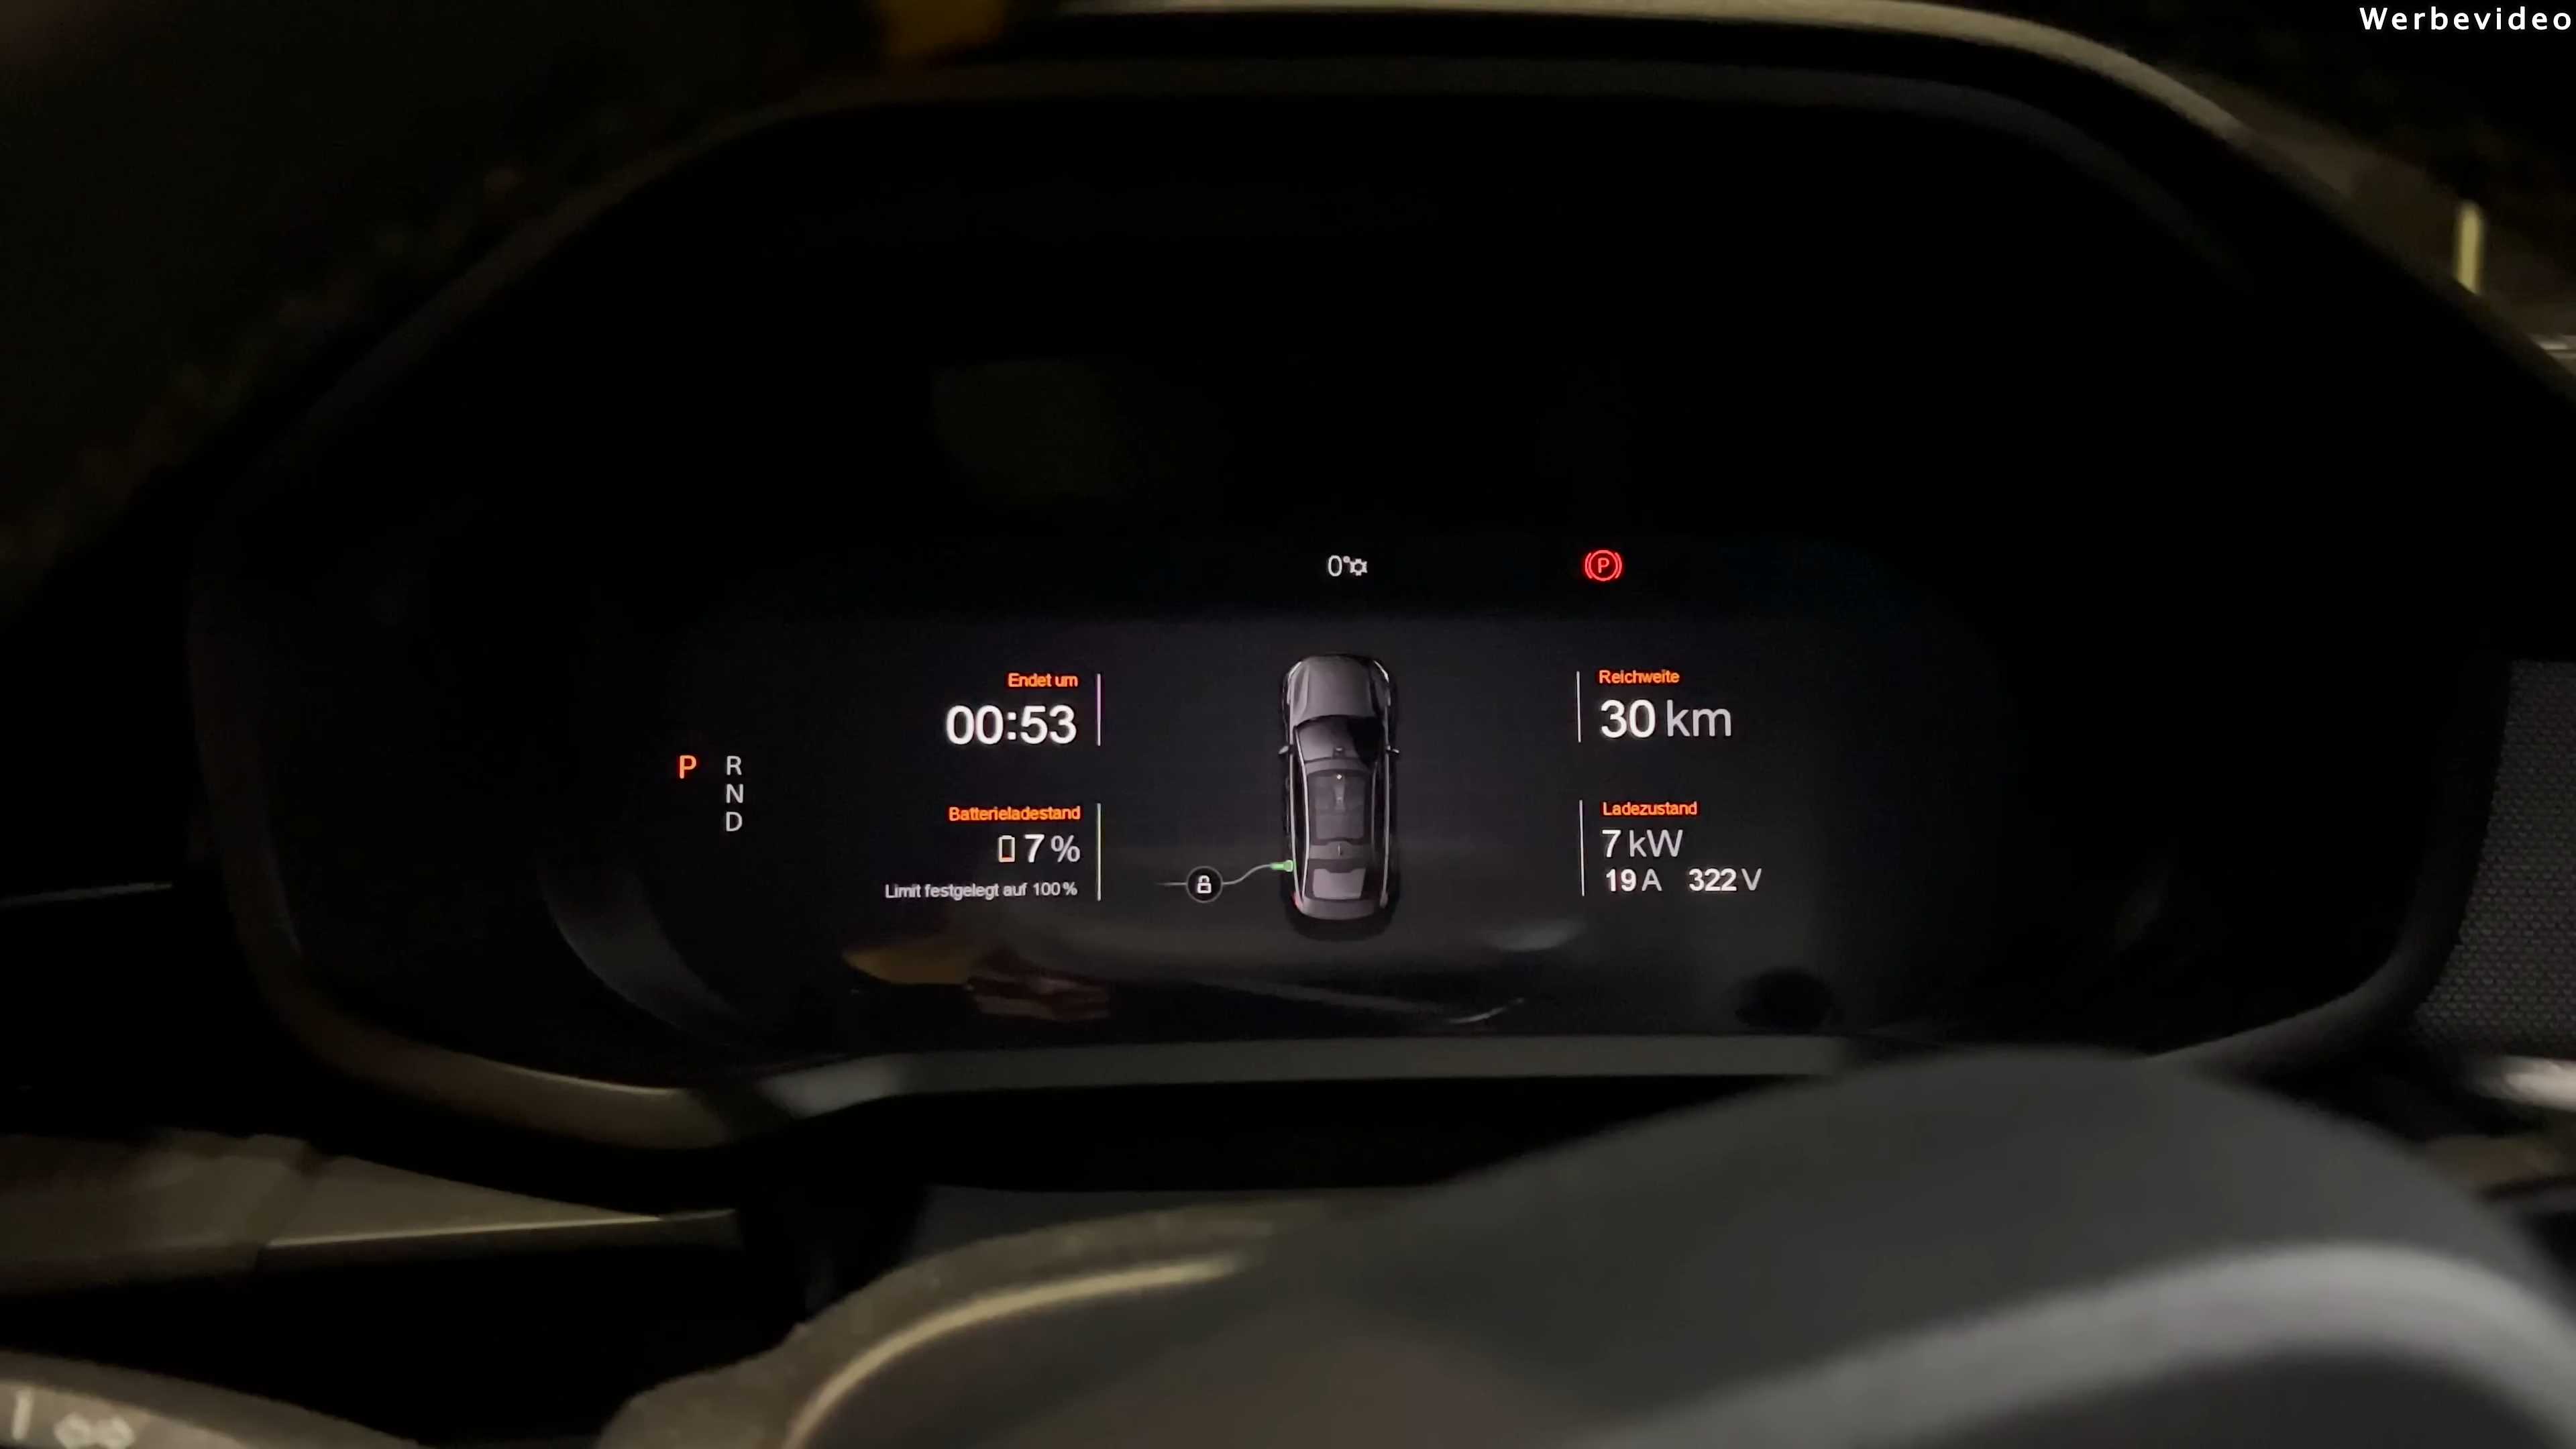 Werbevideo
0°
P
Endet um
00:53
Reichweite
30 km
P R
N
D
Batterieladestand
7 %
Limit festgelegt auf 100 %
Ladezustand
7 kW
19 A 322 V